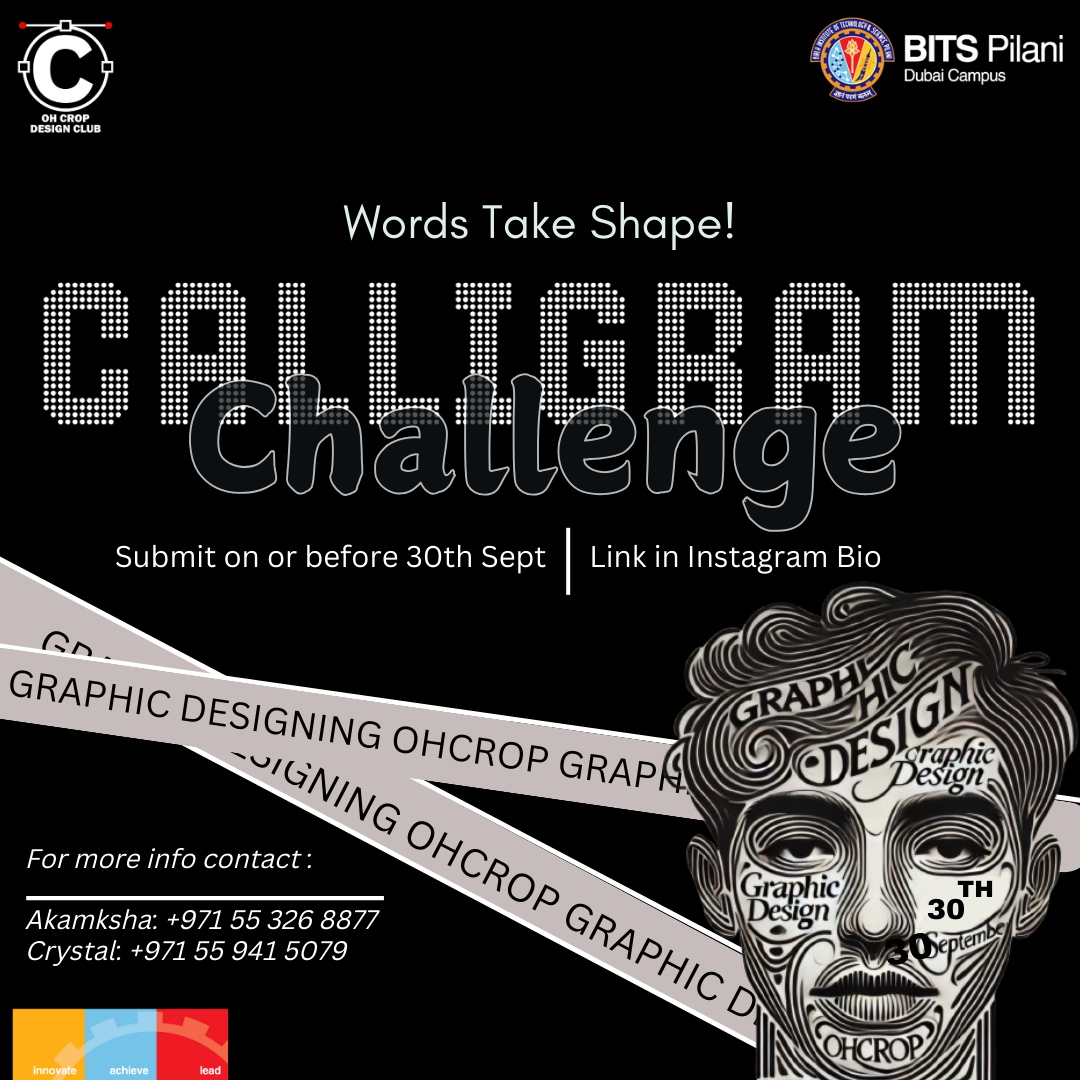 C
OH CROP
DESIGN CLUB
BITS Pilani
Dubai Campus
Words Take Shape!
CALLIGRAM
Challenge
Submit on or before 30th Sept
Link in Instagram Bio
GRAPHIC DESIGNING OHCROP GRAPH
SIGNING OHCROP GRAPHIC D
GRAPHIC
HIC
DESIGN
Graphic
Design
Graphic
Design
30TH
30
Septembe
OHCROP
For more info contact :
Akamksha: +971 55 326 8877
Crystal: +971 55 941 5079
innovate
achieve
lead